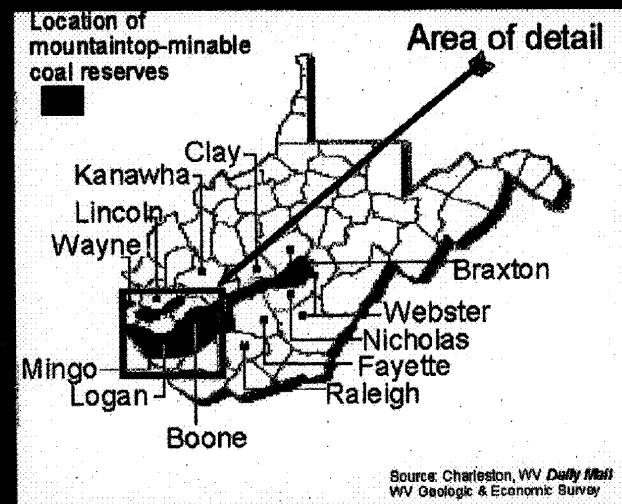 Location of
mountaintop-minable
coal reserves
Area of detail
Clay
Kanawha
Lincoln
Wayne
Braxton
Webster
Nicholas
Fayette
Raleigh
Mingo
Logan
Boone
Source: Charleston, WV Daily Mail
WV Geologic & Economic Survey